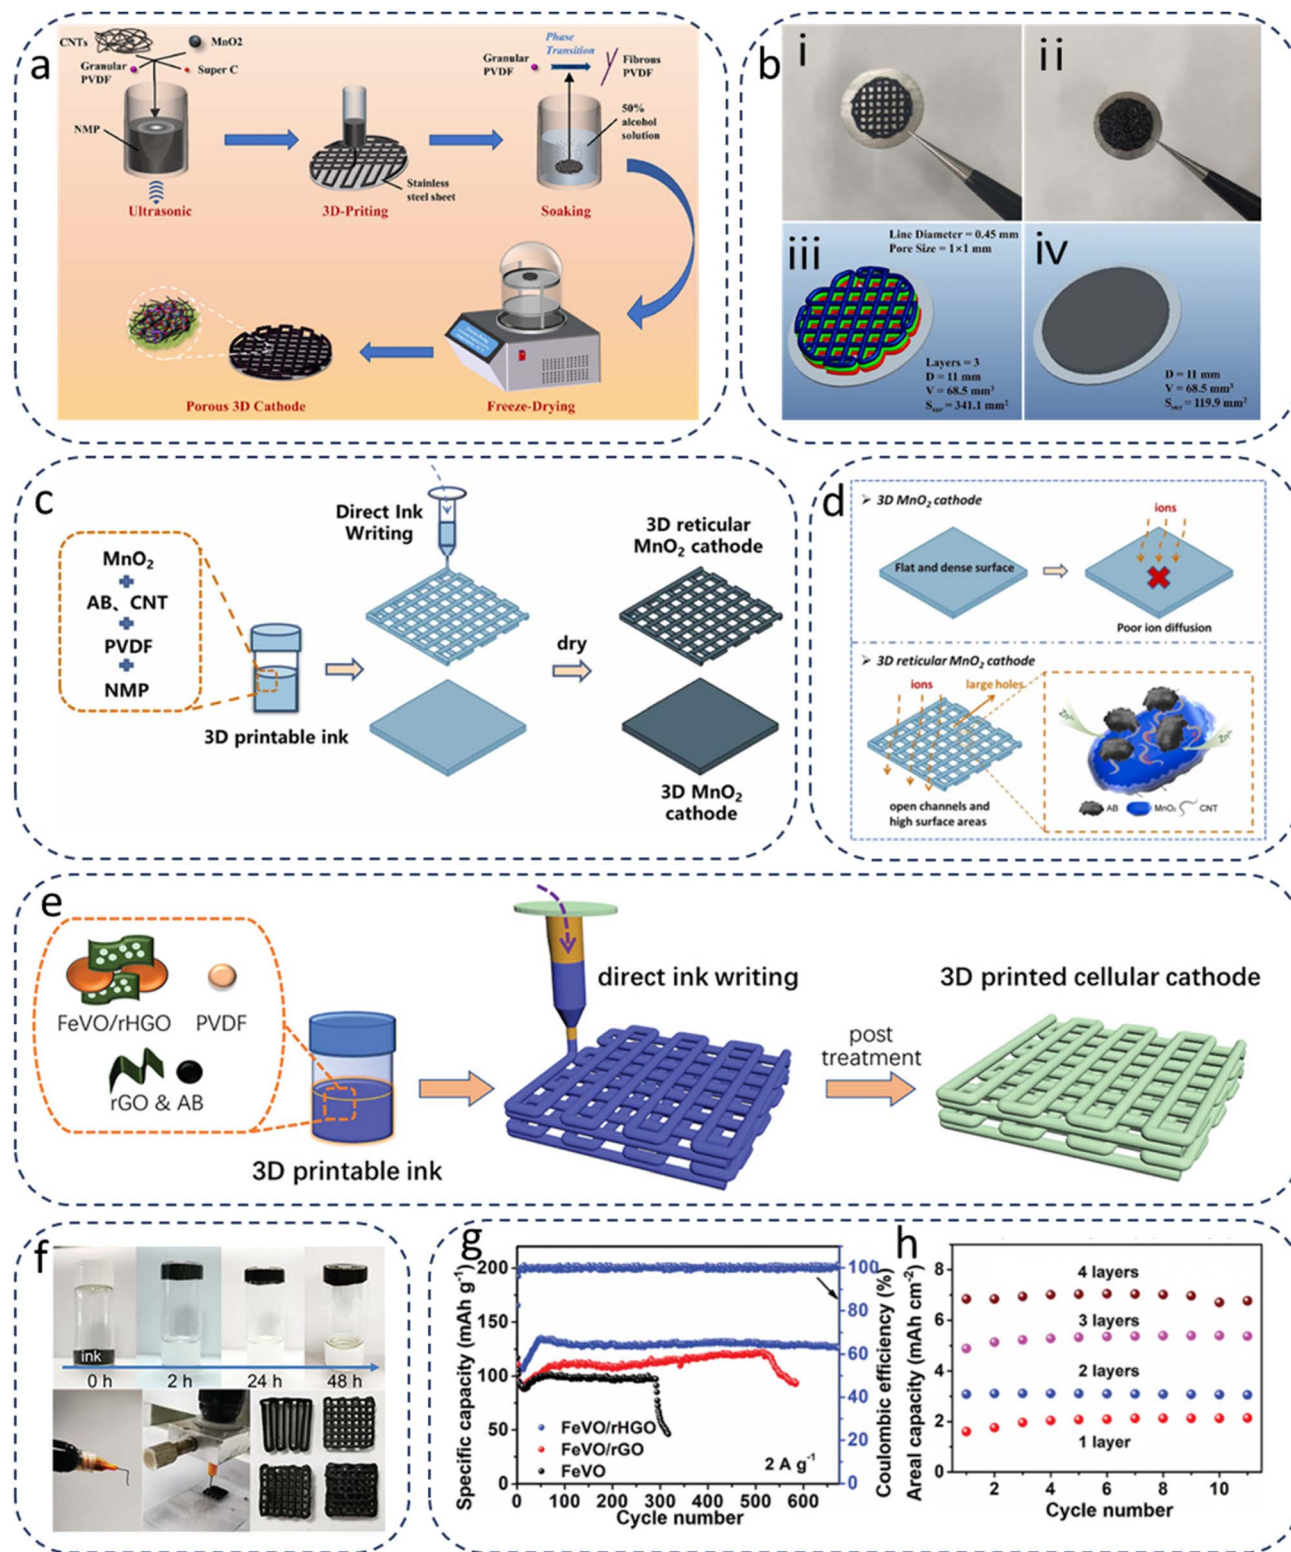 a
CNTs
MnO2
Granular
PVDF
Super C
NMP
Ultrasonic
3D-Priting
Stainless
steel sheet
Phase
Transition
Granular
PVDF
Fibrous
PVDF
50%
alcohol
solution
Soaking
Freeze-Drying
Porous 3D Cathode
b
i
ii
iii
Line Diameter = 0.45 mm
Pore Size = 1×1 mm
Layers = 3
D = 11 mm
V = 68.5 mm³
Ssur = 341.1 mm²
iv
D = 11 mm
V = 68.5 mm³
Ssur = 119.9 mm²
c
MnO₂
AB、CNT
PVDF
NMP
3D printable ink
Direct Ink
Writing
dry
3D reticular
MnO₂ cathode
3D MnO₂
cathode
d
➢ 3D MnO₂ cathode
Flat and dense surface
ions
Poor ion diffusion
➢ 3D reticular MnO₂ cathode
ions
large holes
open channels and
high surface areas
Zn²⁺
Zn²⁺
AB
MnO₂
CNT
e
FeVO/rHGO
PVDF
rGO & AB
3D printable ink
direct ink writing
post
treatment
3D printed cellular cathode
f
ink
0 h
2 h
24 h
48 h
g
Specific capacity (mAh g⁻¹)
200
150
100
50
0
FeVO/rHGO
FeVO/rGO
FeVO
2 A g⁻¹
0
100
200
300
400
500
600
Cycle number
100
80
60
40
20
0
Coulombic efficiency (%)
h
Areal capacity (mAh cm⁻²)
8
6
4
2
0
4 layers
3 layers
2 layers
1 layer
2
4
6
8
10
Cycle number